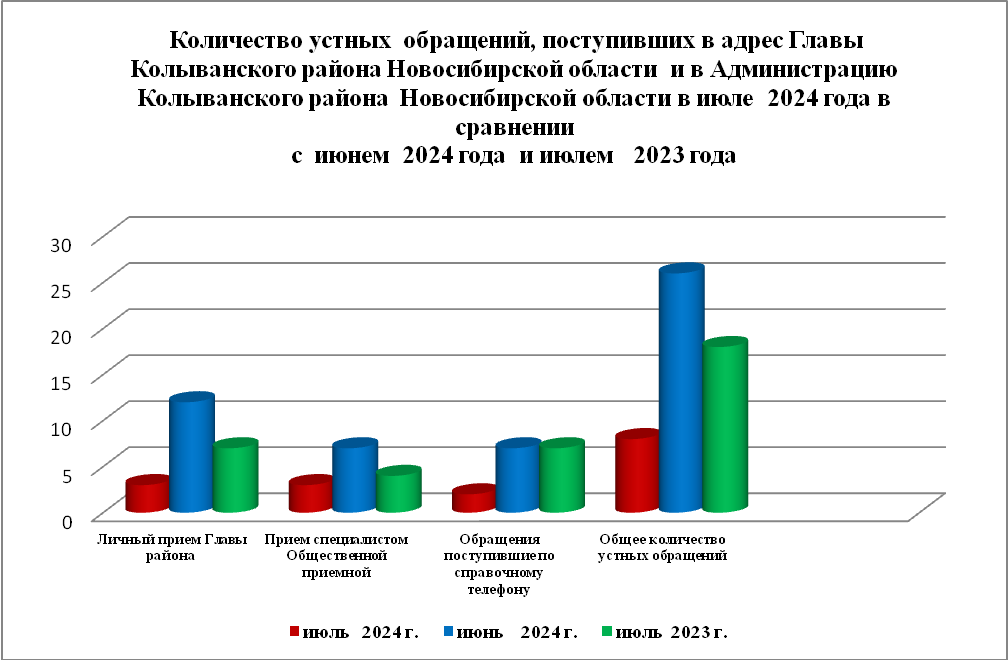 Количество устных обращений, поступивших в адрес Главы
Колыванского района Новосибирской области и в Администрацию
Колыванского района Новосибирской области в июле 2024 года в
сравнении
с июнем 2024 года и июлем 2023 года
30
25
20
15
10
5
0
Личный прием Главы
района
Прием специалистом
Общественной
приемной
Обращения
поступившие по
справочному
телефону
Общее количество
устных обращений
июль 2024 г.
июнь 2024 г.
июль 2023 г.